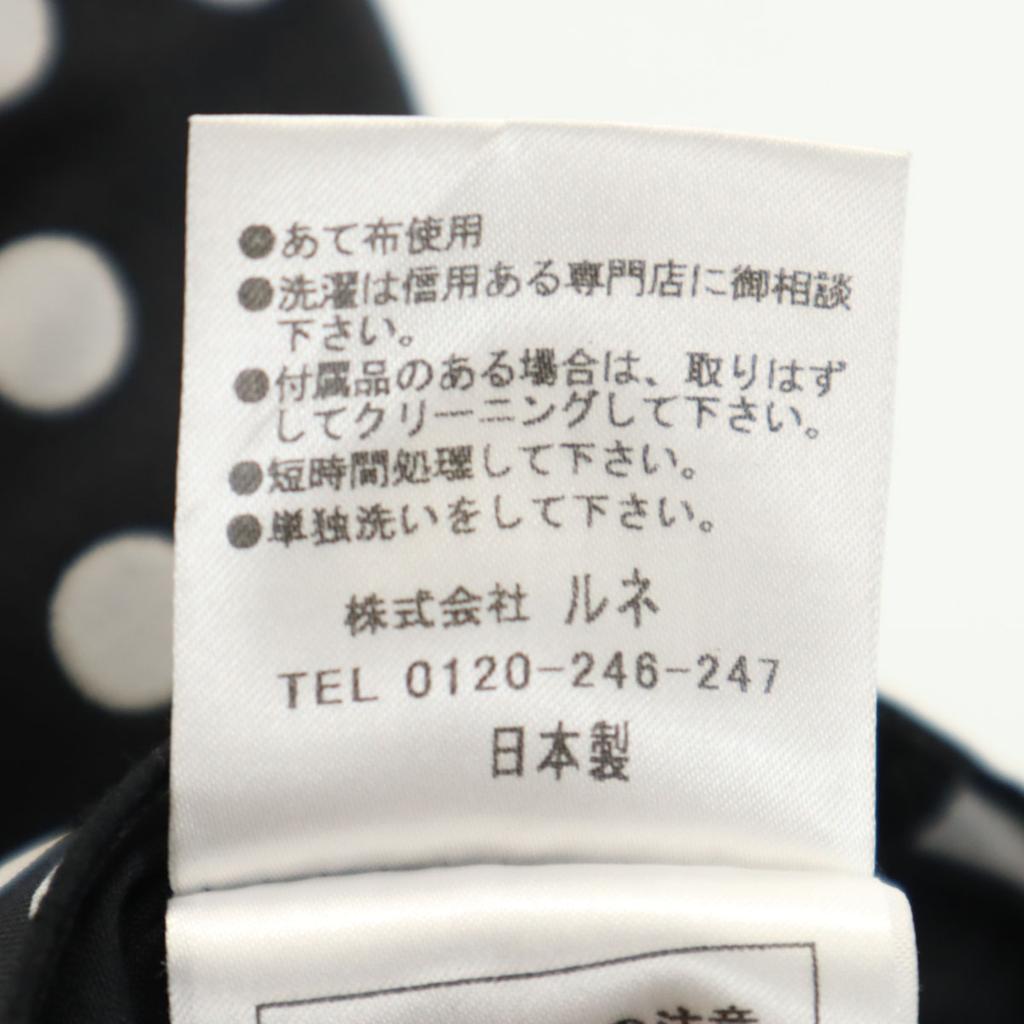 ●あて布使用
●洗濯は信用ある専門店に御相談
下さい。
●付属品のある場合は、取りはず
してクリーニングして下さい。
●短時間処理して下さい。
●単独洗いをして下さい。
株式会社 ルネ
TEL 0120-246-247
日本製
の注意